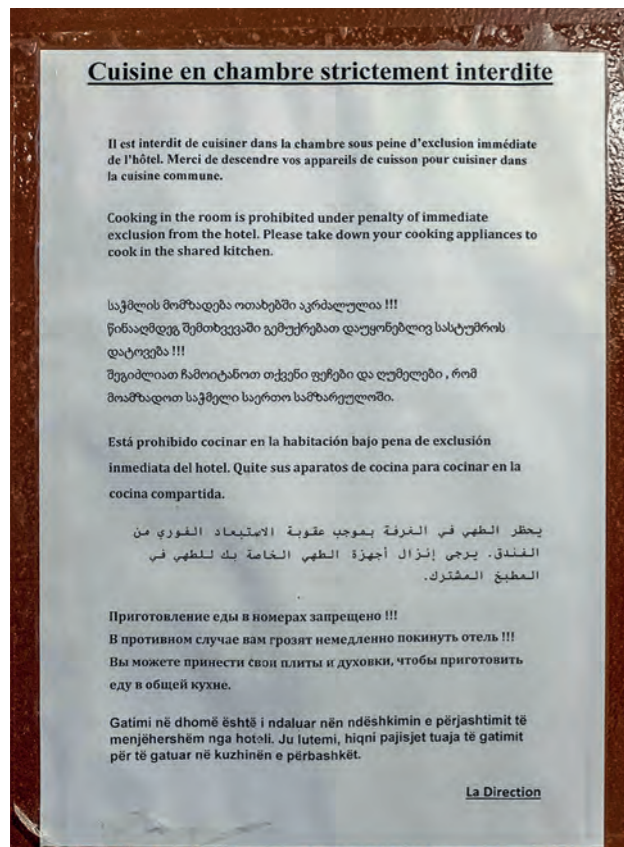 Cuisine en chambre strictement interdite
Il est interdit de cuisiner dans la chambre sous peine d'exclusion immédiate
de l'hôtel. Merci de descendre vos appareils de cuisson pour cuisiner dans
la cuisine commune.
Cooking in the room is prohibited under penalty of immediate
exclusion from the hotel. Please take down your cooking appliances to
cook in the shared kitchen.
საჭმლის მომზადება ოთახებში აკრძალულია !!!
წინააღმდეგ შემთხვევაში გემუქრებათ დაუყონებლივ სასტუმროს
დატოვება !!!
შეგიძლიათ ჩამოიტანოთ თქვენი ფეჩები და ღუმელები , რომ
მოამზადოთ საჭმელი საერთო სამზარეულოში.
Está prohibido cocinar en la habitación bajo pena de exclusión
inmediata del hotel. Quite sus aparatos de cocina para cocinar en la
cocina compartida.
يحظر الطهي في الغرفة بموجب عقوبة الاستبعاد الفوري من
الفندق. يرجى إنزال أجهزة الطهي الخاصة بك للطهي في
المطبخ المشترك.
Приготовление еды в номерах запрещено !!!
В противном случае вам грозят немедленно покинуть отель !!!
Вы можете принести свои плиты и духовки, чтобы приготовить
еду в общей кухне.
Gatimi në dhomë është i ndaluar nën ndëshkimin e përjashtimit të
menjëhershëm nga hoteli. Ju lutemi, hiqni pajisjet tuaja të gatimit
për të gatuar në kuzhinën e përbashkët.
La Direction